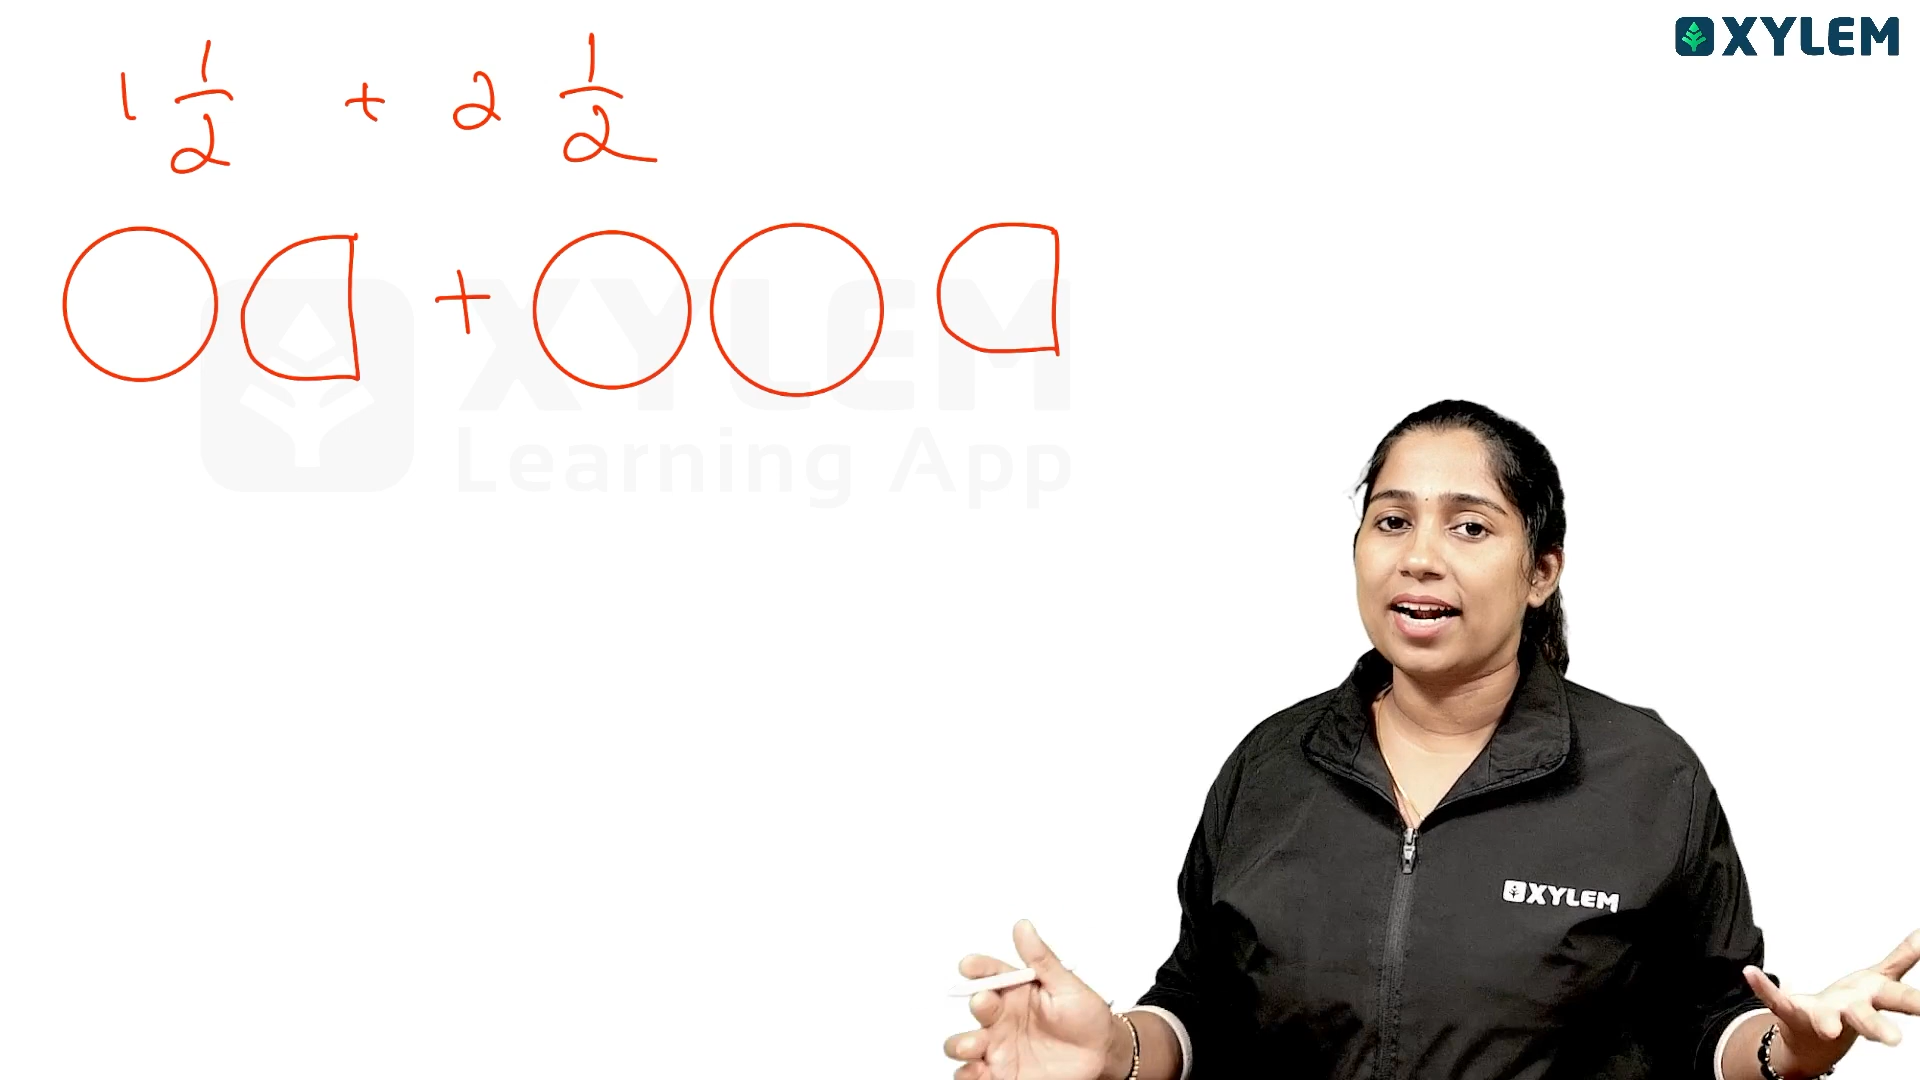 XYLEM
1 1/2 + 2 1/2
+
XYLEM
Learning App
XYLEM